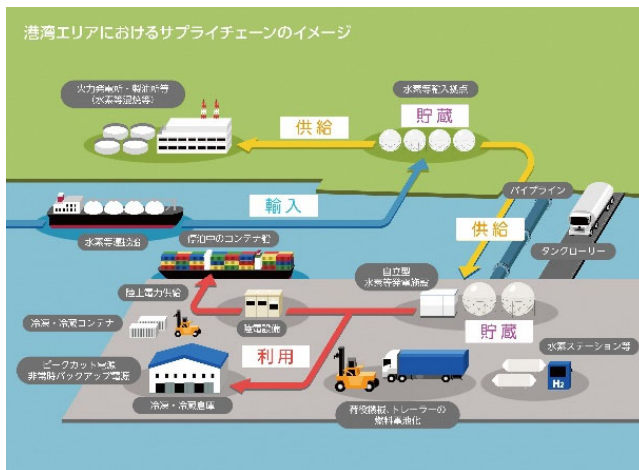 港湾エリアにおけるサプライチェーンのイメージ
火力発電所・製油所等
(水素等混焼等)
水素等輸入拠点
貯蔵
供給
パイプライン
輸入
供給
タンクローリー
水素等運搬船
停泊中のコンテナ船
自立型
水素等発電施設
陸上電力供給
貯蔵
冷凍・冷蔵コンテナ
陸電設備
水素ステーション等
利用
ピークカット電源
非常時バックアップ電源
H2
冷凍・冷蔵倉庫
荷役機械、トレーラーの
燃料電池化